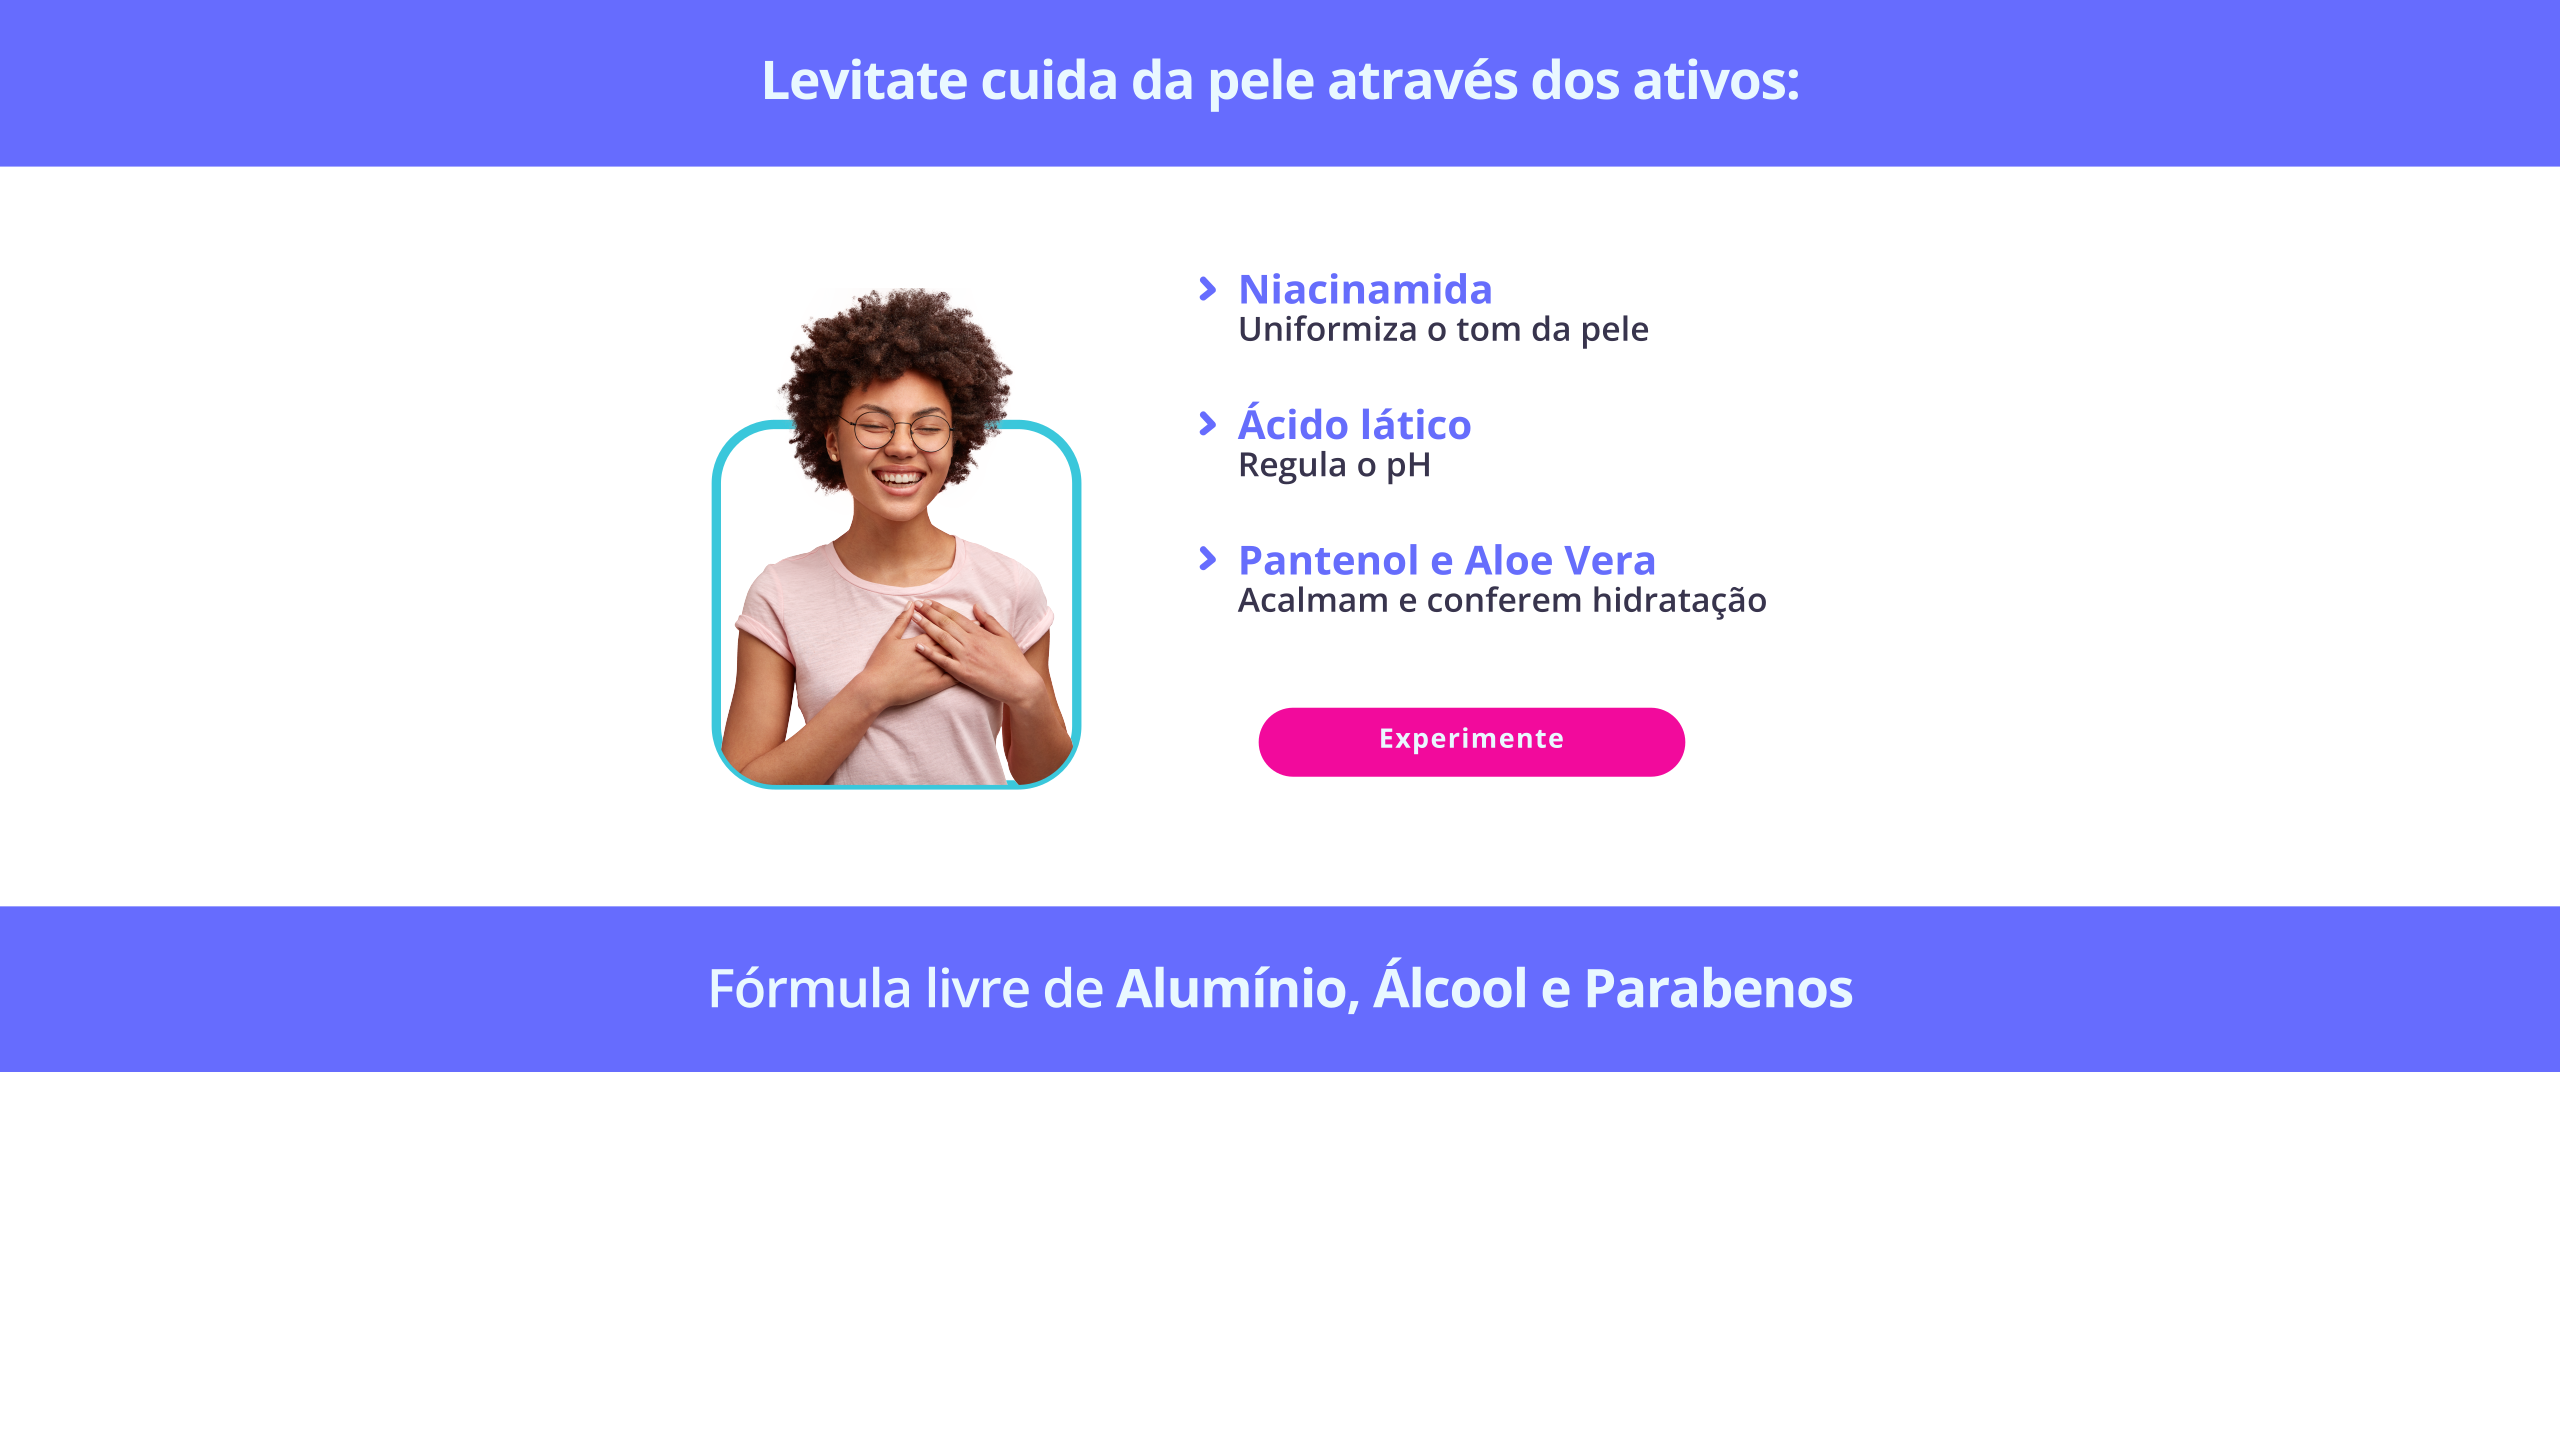 Levitate cuida da pele através dos ativos:
Niacinamida
Uniformiza o tom da pele
Ácido lático
Regula o pH
Pantenol e Aloe Vera
Acalmam e conferem hidratação
Experimente
Fórmula livre de Alumínio, Álcool e Parabenos